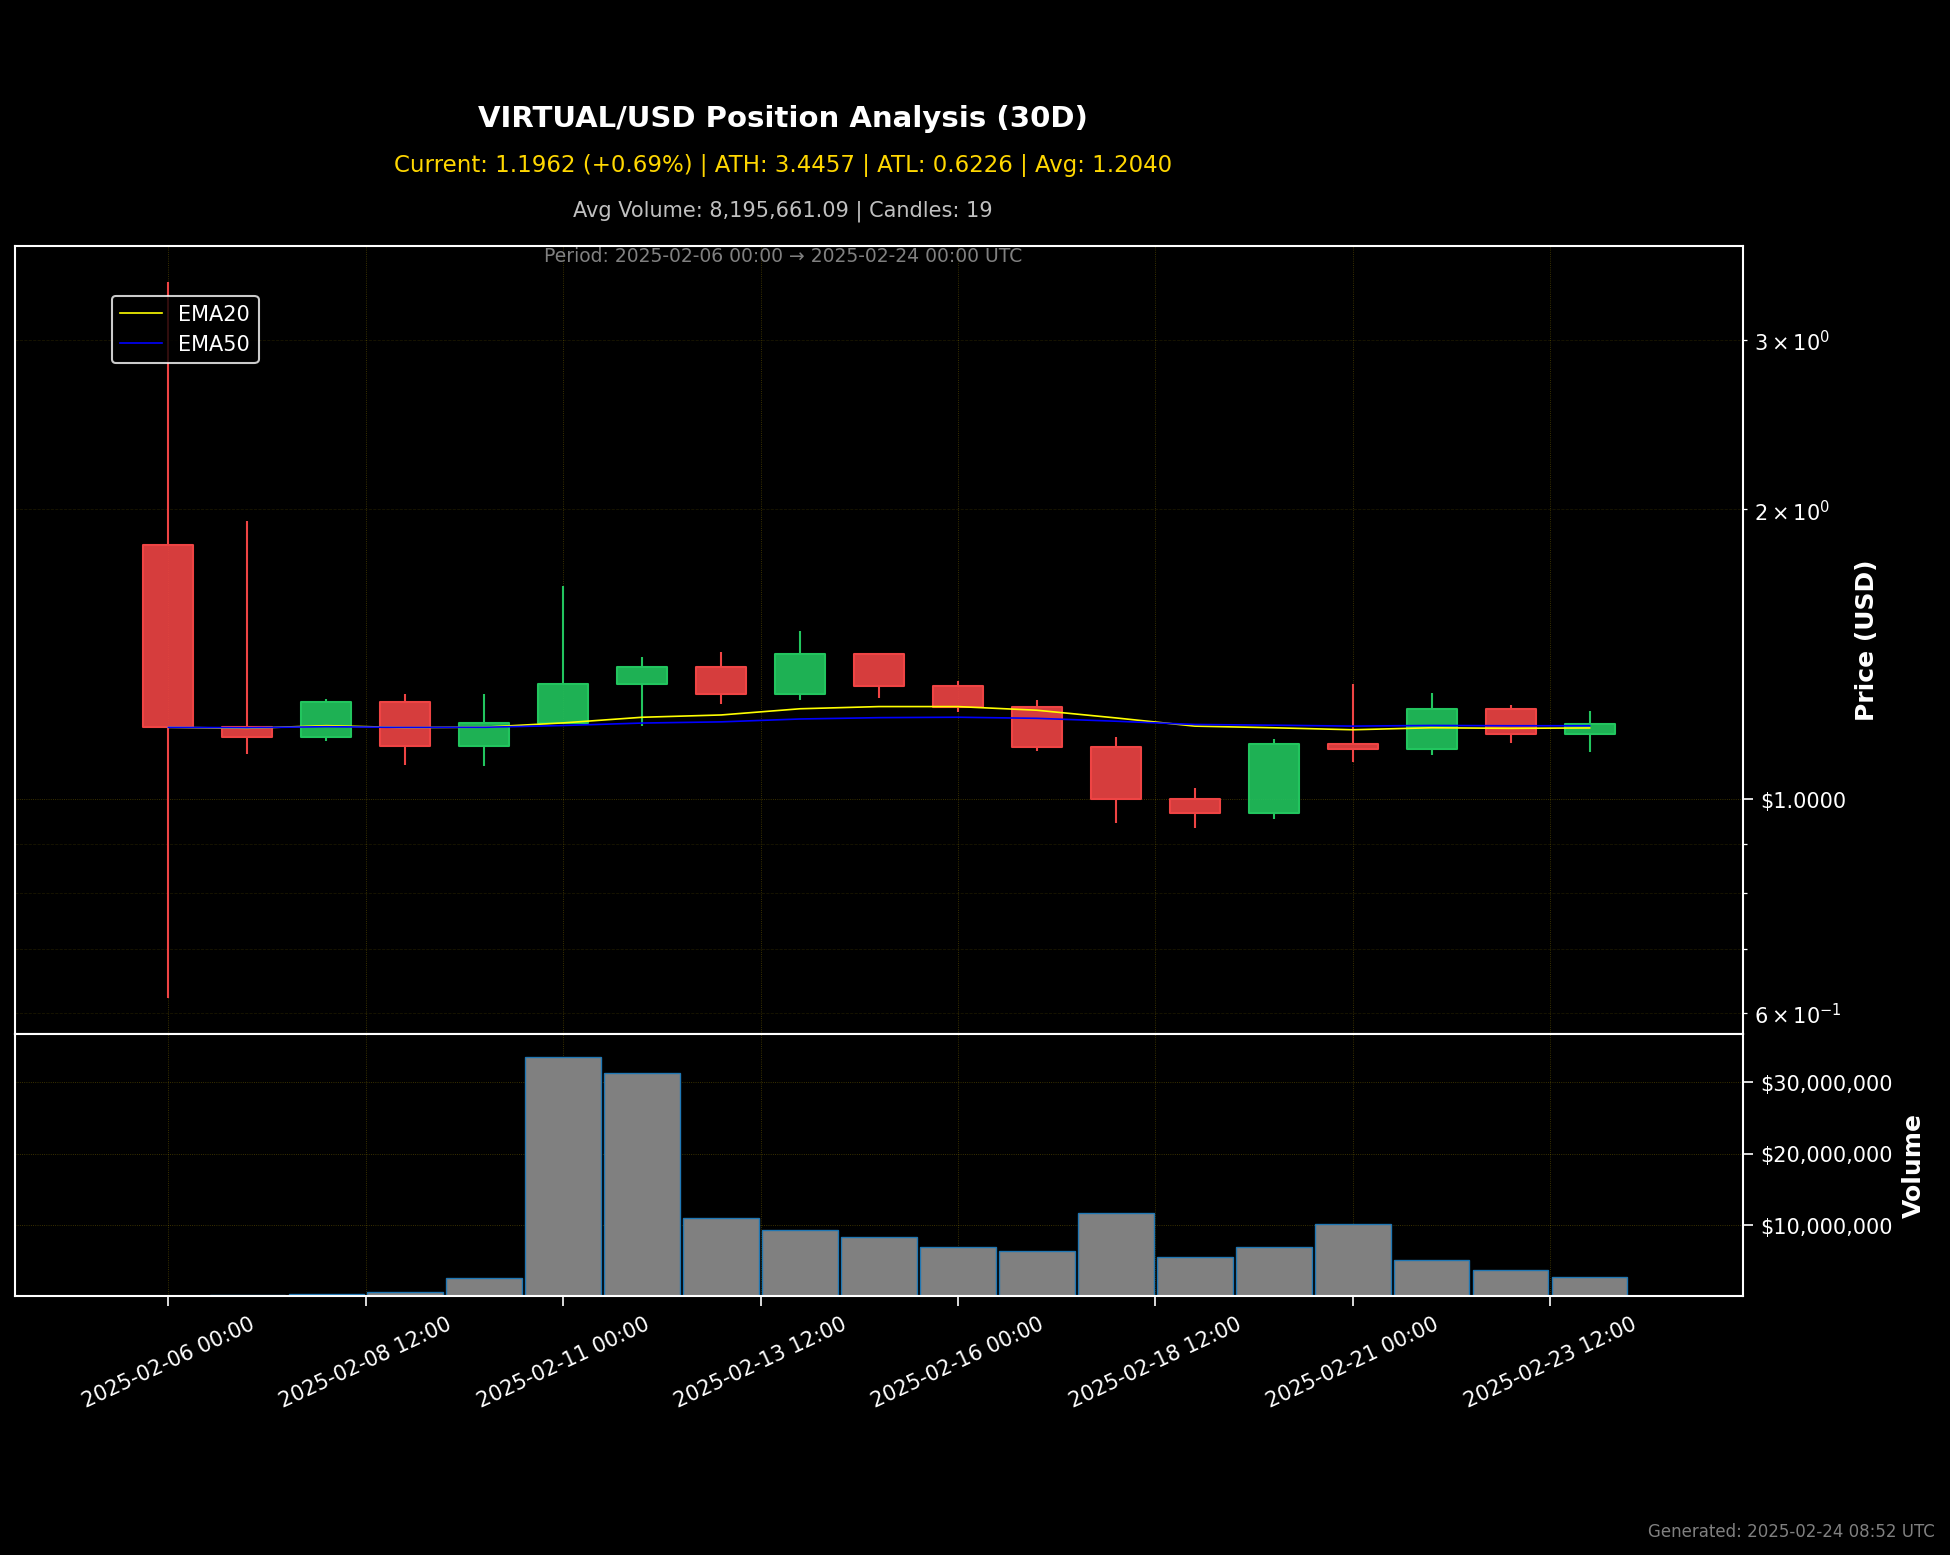 VIRTUAL/USD Position Analysis (30D)
Current: 1.1962 (+0.69%) | ATH: 3.4457 | ATL: 0.6226 | Avg: 1.2040
Avg Volume: 8,195,661.09 | Candles: 19
Period: 2025-02-06 00:00 → 2025-02-24 00:00 UTC
EMA20
EMA50
3 × 10⁰
2 × 10⁰
$1.0000
6 × 10⁻¹
Price (USD)
$30,000,000
$20,000,000
$10,000,000
Volume
2025-02-06 00:00
2025-02-08 12:00
2025-02-11 00:00
2025-02-13 12:00
2025-02-16 00:00
2025-02-18 12:00
2025-02-21 00:00
2025-02-23 12:00
Generated: 2025-02-24 08:52 UTC